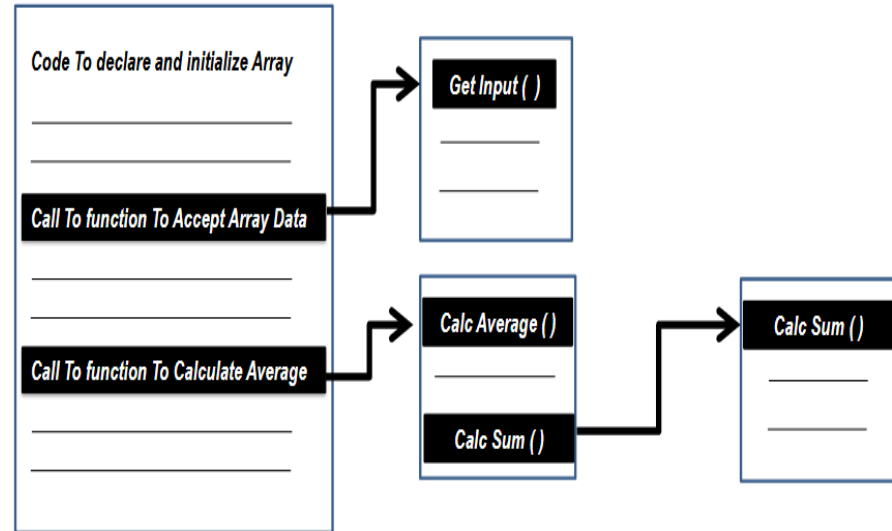 Code To declare and initialize Array
Call To function To Accept Array Data
Call To function To Calculate Average
Get Input ( )
Calc Average ( )
Calc Sum ( )
Calc Sum ( )